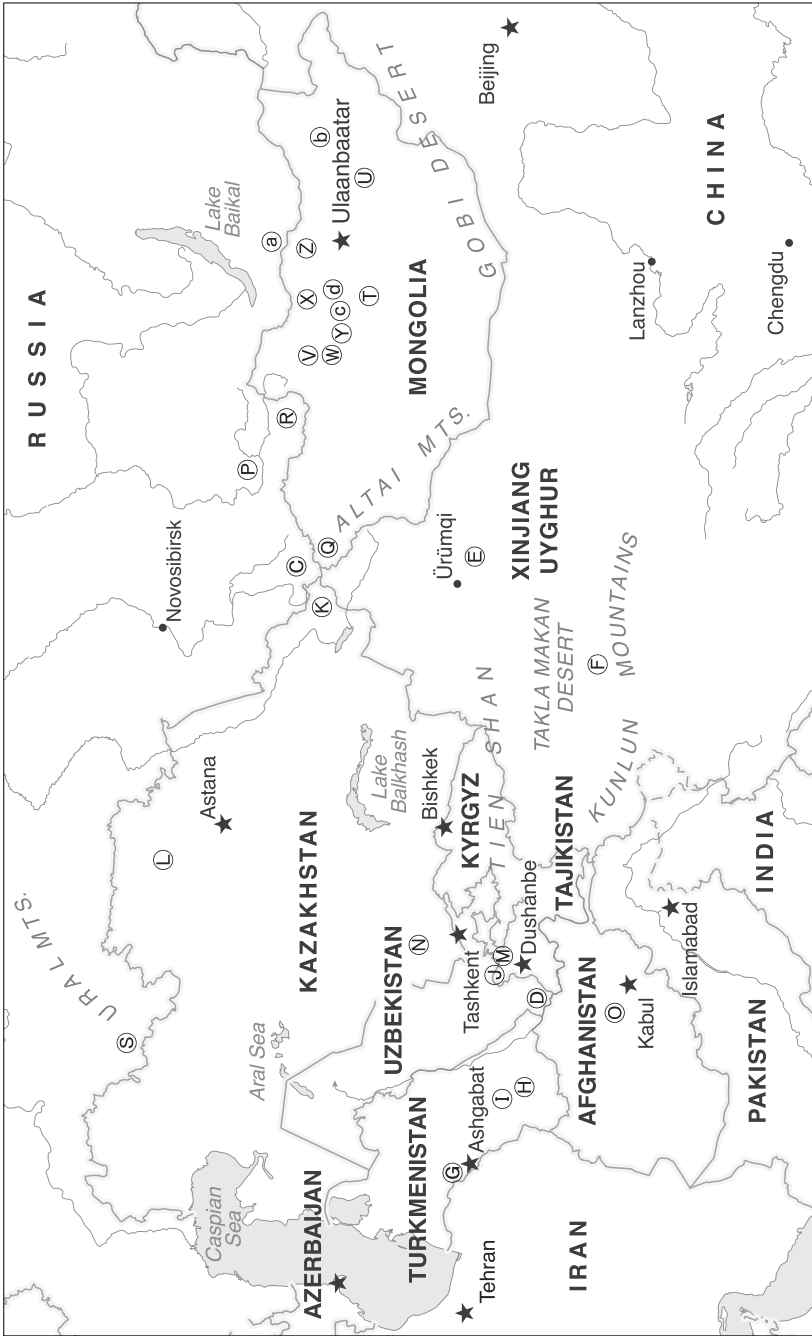 RUSSIA
URAL MTS.
Novosibirsk
Lake
Baikal
Astana
KAZAKHSTAN
Lake
Balkhash
Aral Sea
Caspian
Sea
AZERBAIJAN
UZBEKISTAN
TURKMENISTAN
Tashkent
Bishkek
KYRGYZ
TIEN SHAN
ALTAI MTS.
MONGOLIA
Ulaanbaatar
GOBI DESERT
Beijing
Ürümqi
XINJIANG
UYGHUR
TAKLA MAKAN
DESERT
KUNLUN MOUNTAINS
TAJIKISTAN
Dushanbe
Ashgabat
Tehran
IRAN
AFGHANISTAN
Kabul
Islamabad
PAKISTAN
INDIA
CHINA
Lanzhou
Chengdu
S
L
P
R
C
Q
K
E
F
N
J
M
D
O
G
I
H
V
W
Y
c
d
X
T
Z
a
U
b